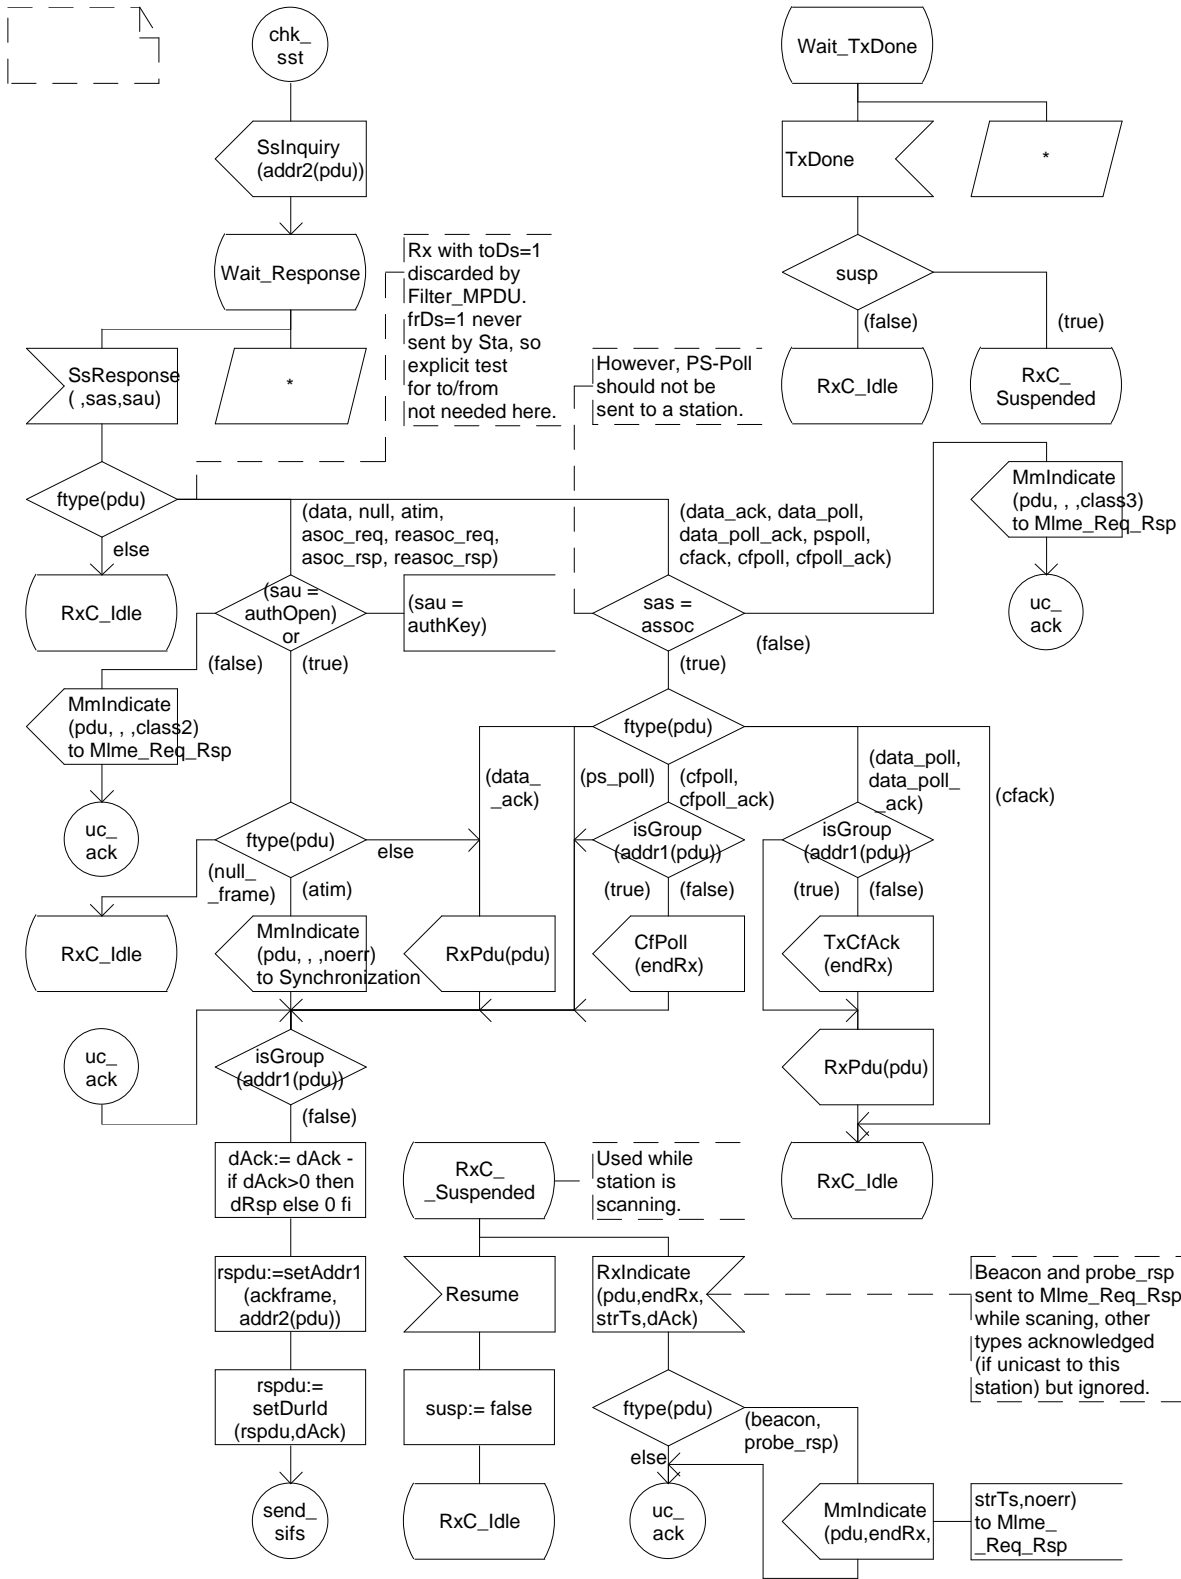 chk_
sst
Wait_TxDone
SsInquiry
(addr2(pdu))
TxDone
*
Wait_Response
Rx with toDs=1
discarded by
Filter_MPDU.
frDs=1 never
sent by Sta, so
explicit test
for to/from
not needed here.
susp
(false)
(true)
SsResponse
( ,sas,sau)
*
However, PS-Poll
should not be
sent to a station.
RxC_Idle
RxC_
Suspended
ftype(pdu)
else
(data, null, atim,
asoc_req, reasoc_req,
asoc_rsp, reasoc_rsp)
(data_ack, data_poll,
data_poll_ack, pspoll,
cfack, cfpoll, cfpoll_ack)
MmIndicate
(pdu, , ,class3)
to Mlme_Req_Rsp
RxC_Idle
(sau =
authOpen)
or
(sau =
authKey)
sas =
assoc
uc_
ack
(false)
(true)
(true)
(false)
MmIndicate
(pdu, , ,class2)
to Mlme_Req_Rsp
ftype(pdu)
(data_
_ack)
(ps_poll)
(cfpoll,
cfpoll_ack)
(data_poll,
data_poll_
_ack)
(cfack)
uc_
ack
ftype(pdu)
else
isGroup
(addr1(pdu))
isGroup
(addr1(pdu))
(null_
_frame)
(atim)
(true)
(false)
(true)
(false)
RxC_Idle
MmIndicate
(pdu, , ,noerr)
to Synchronization
RxPdu(pdu)
CfPoll
(endRx)
TxCfAck
(endRx)
uc_
ack
isGroup
(addr1(pdu))
RxPdu(pdu)
(false)
dAck:= dAck -
if dAck>0 then
dRsp else 0 fi
RxC_
_Suspended
Used while
station is
scanning.
RxC_Idle
rspdu:=setAddr1
(ackframe,
addr2(pdu))
Resume
RxIndicate
(pdu,endRx,
strTs,dAck)
Beacon and probe_rsp
sent to Mlme_Req_Rsp
while scaning, other
types acknowledged
(if unicast to this
station) but ignored.
rspdu:=
setDurId
(rspdu,dAck)
susp:= false
ftype(pdu)
(beacon,
probe_rsp)
else
send_
sifs
RxC_Idle
uc_
ack
MmIndicate
(pdu,endRx,
strTs,noerr)
to Mlme_
_Req_Rsp